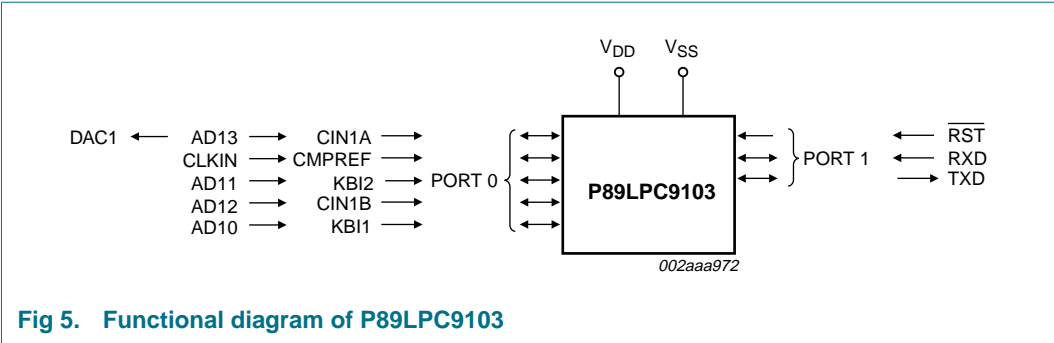 VDD VSS
DAC1 AD13 CIN1A RST
CLKIN CMPREF
AD11 KBI2 PORT 0 PORT 1 RXD
AD12 CIN1B P89LPC9103 TXD
AD10 KBI1
002aaa972
Fig 5. Functional diagram of P89LPC9103